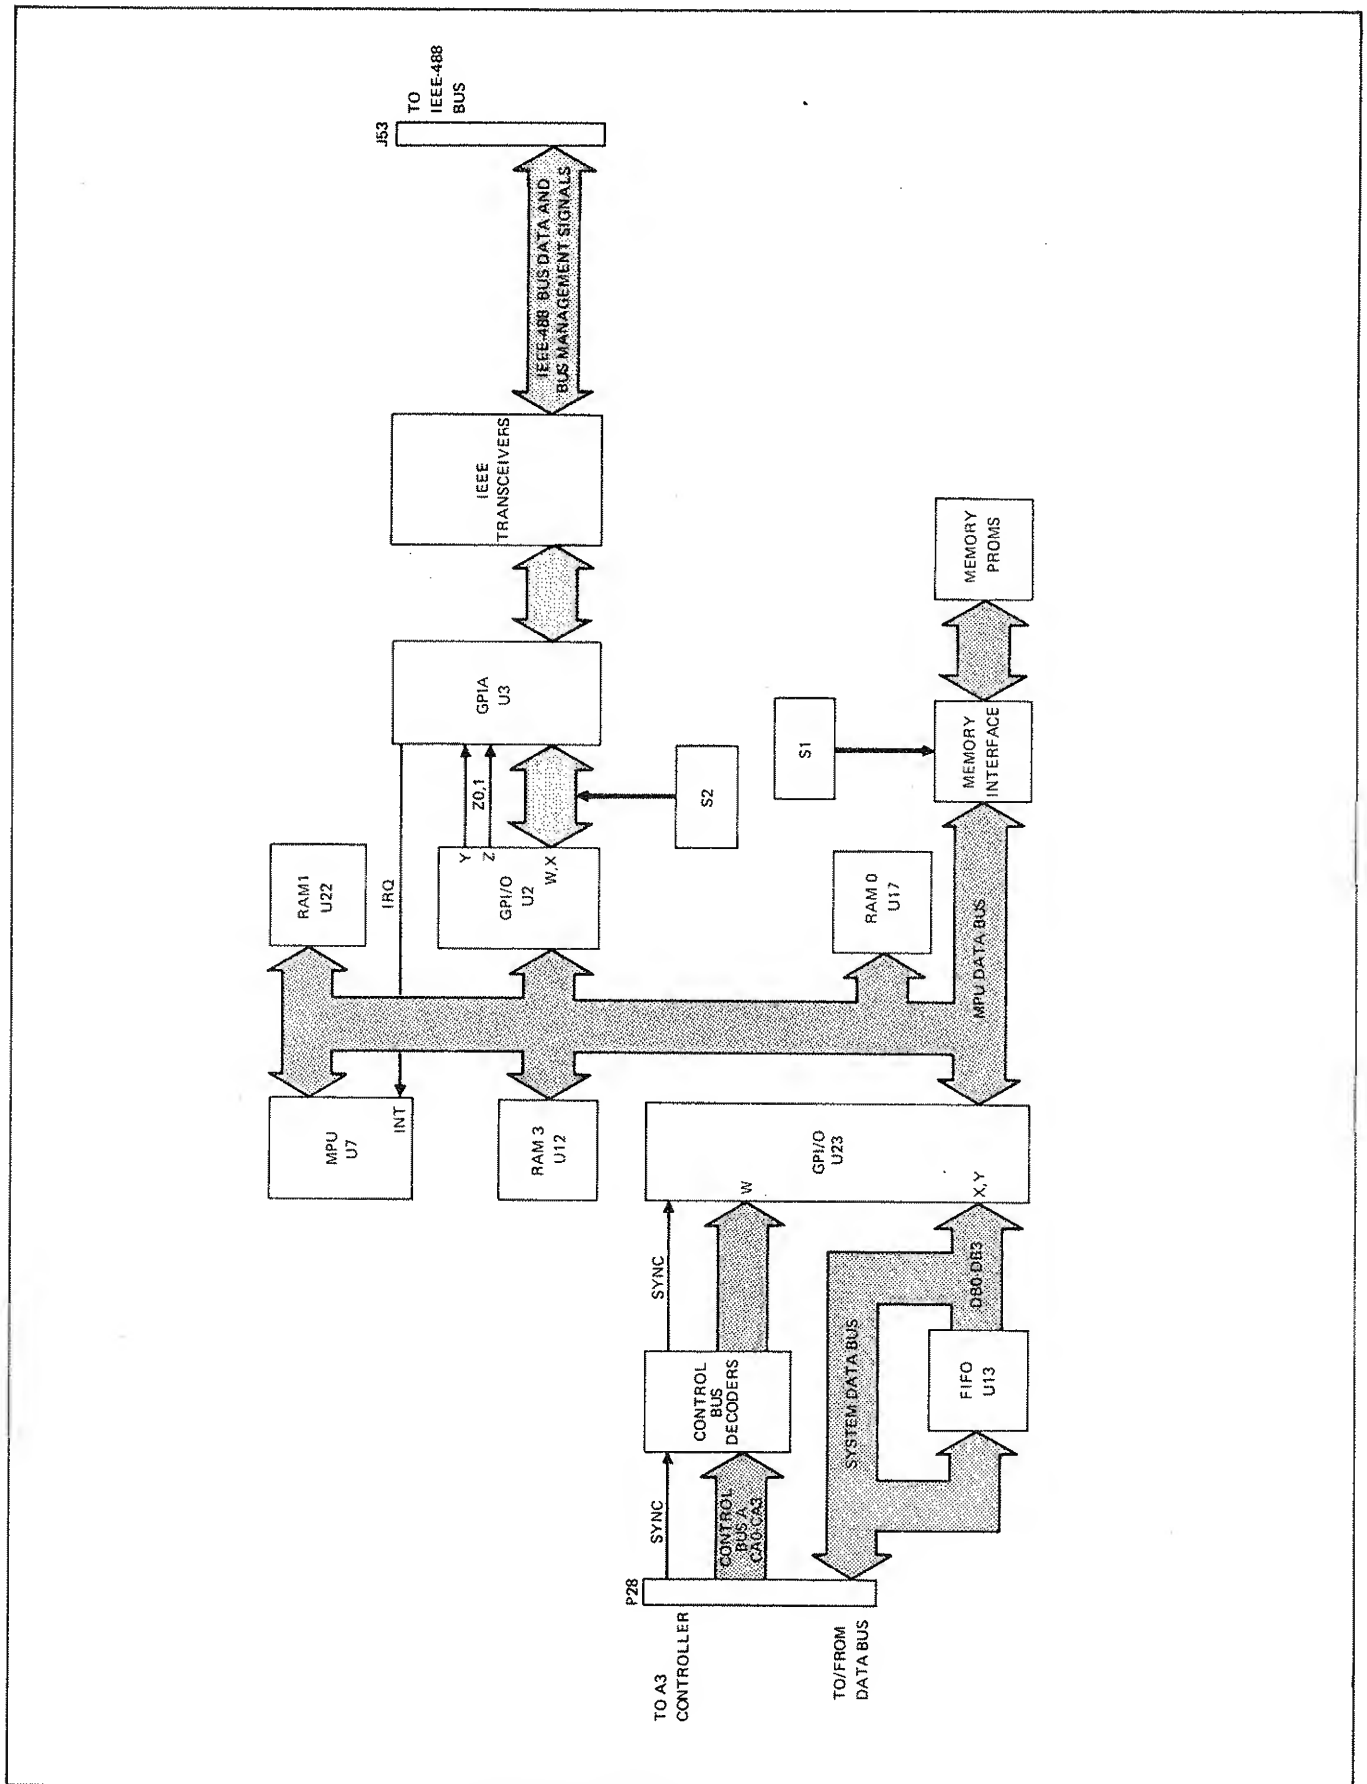 TO A3
CONTROLLER
P28
TO/FROM
DATA BUS
SYNC
CONTROL
BUS A
CA0-CA3
CONTROL
BUS
DECODERS
SYNC
SYSTEM DATA BUS
FIFO
U13
DB0-DB3
W
X,Y
GPI/O
U23
MPU
U7
INT
RAM 3
U12
IRQ
RAM1
U22
GPI/O
U2
Y
Z
W,X
Z0,1
RAM 0
U17
MPU DATA BUS
S2
S1
MEMORY
INTERFACE
MEMORY
PROMS
GPIA
U3
IEEE
TRANSCEIVERS
IEEE-488 BUS DATA AND
BUS MANAGEMENT SIGNALS
J53
TO
IEEE-488
BUS